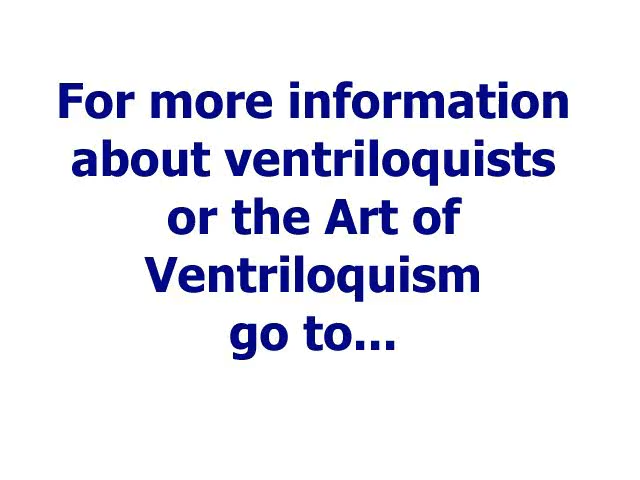 For more information
about ventriloquists
or the Art of
Ventriloquism
go to...